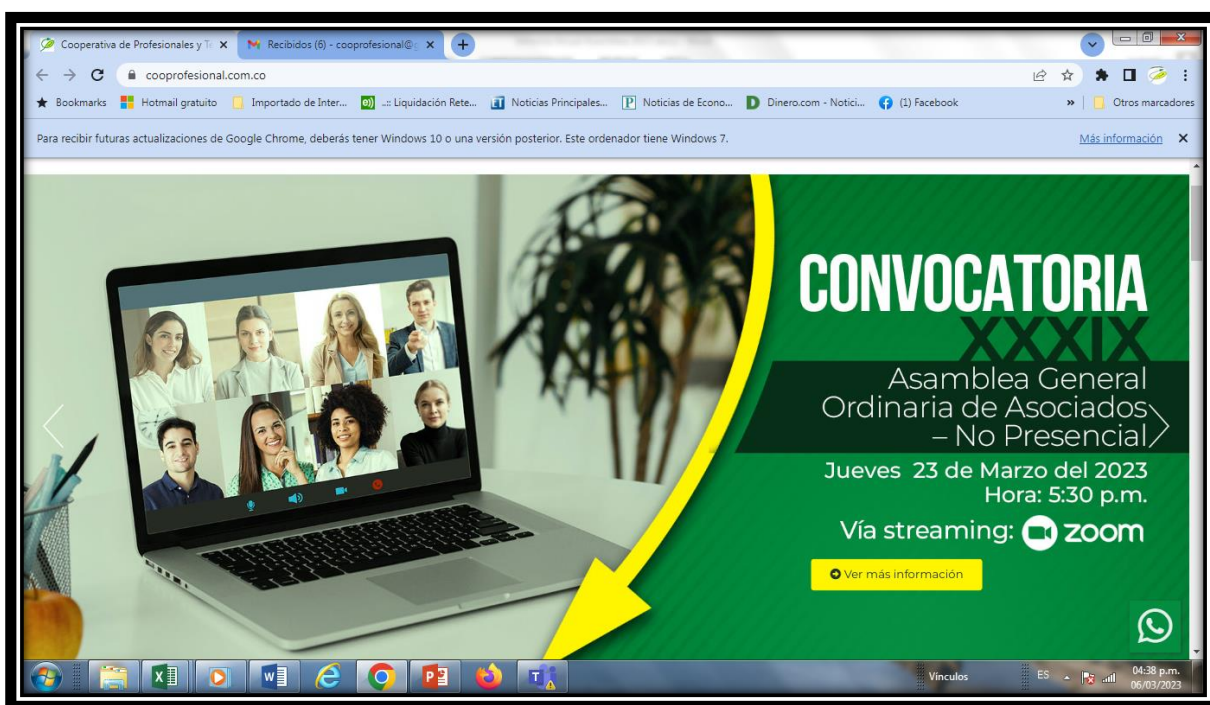 Cooperativa de Profesionales y T
Recibidos (6) - cooprofesional@g
cooprofesional.com.co
Bookmarks
Hotmail gratuito
Importado de Inter...
..:: Liquidación Rete...
Noticias Principales...
Noticias de Econo...
Dinero.com - Notici...
(1) Facebook
»
Otros marcadores
Para recibir futuras actualizaciones de Google Chrome, deberás tener Windows 10 o una versión posterior. Este ordenador tiene Windows 7.
Más información
CONVOCATORIA
XXXIX
Asamblea General
Ordinaria de Asociados
– No Presencial
Jueves 23 de Marzo del 2023
Hora: 5:30 p.m.
Vía streaming: zoom
Ver más información
Vínculos
ES
04:38 p.m.
06/03/2023